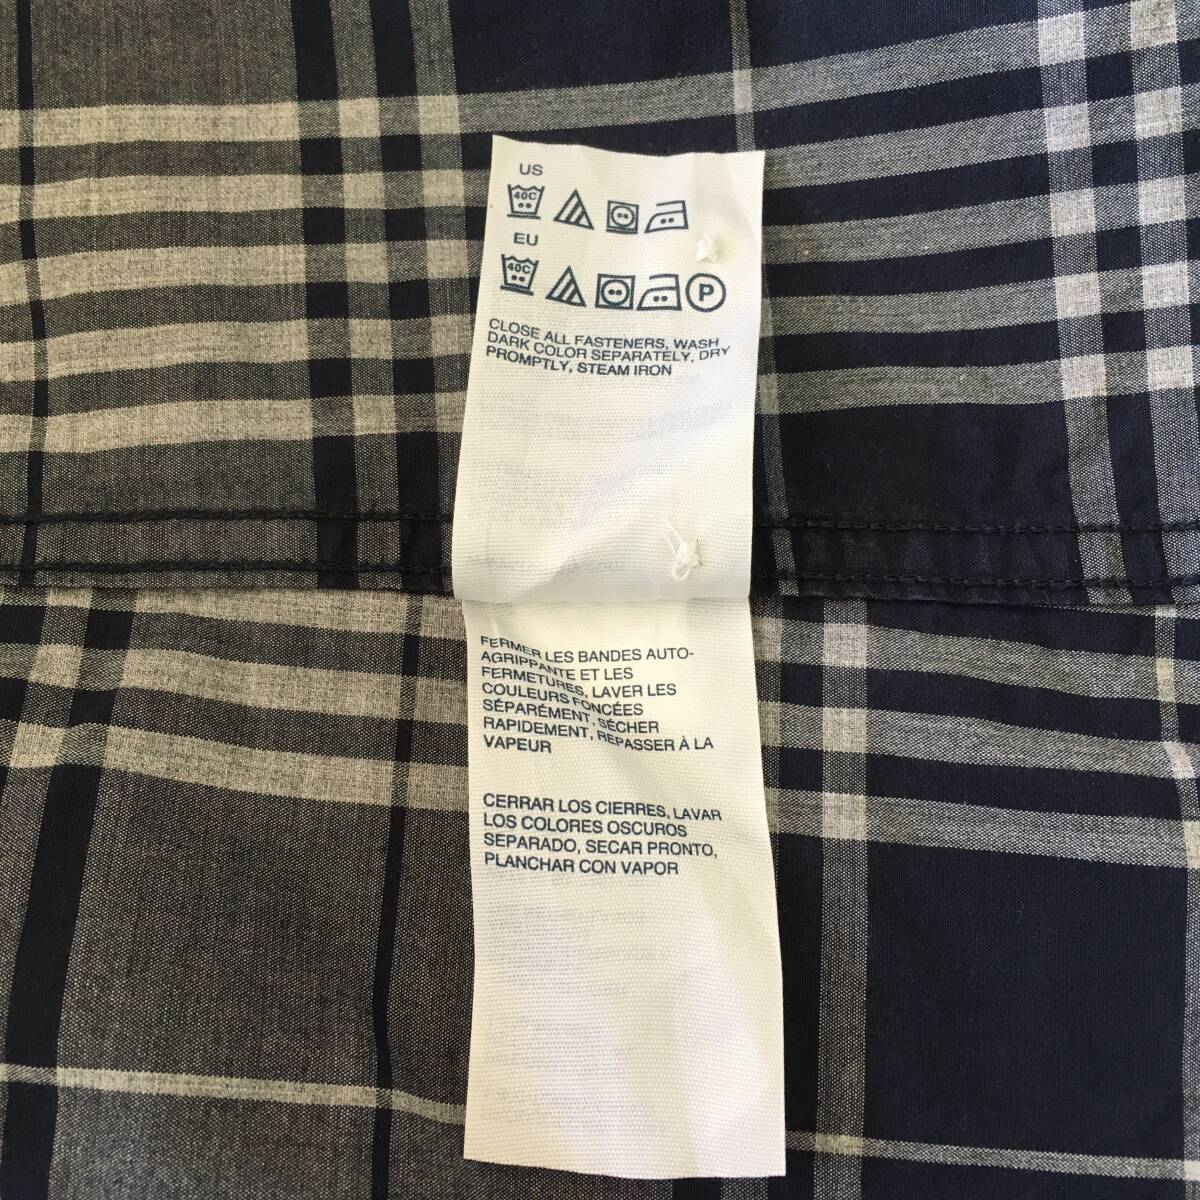 US
40C
EU
40C
P
CLOSE ALL FASTENERS, WASH
DARK COLOR SEPARATELY, DRY
PROMPTLY, STEAM IRON
FERMER LES BANDES AUTO-
AGRIPPANTE ET LES
FERMETURES, LAVER LES
COULEURS FONCÉES
SÉPARÉMENT, SÉCHER
RAPIDEMENT, REPASSER À LA
VAPEUR
CERRAR LOS CIERRES, LAVAR
LOS COLORES OSCUROS
SEPARADO, SECAR PRONTO,
PLANCHAR CON VAPOR